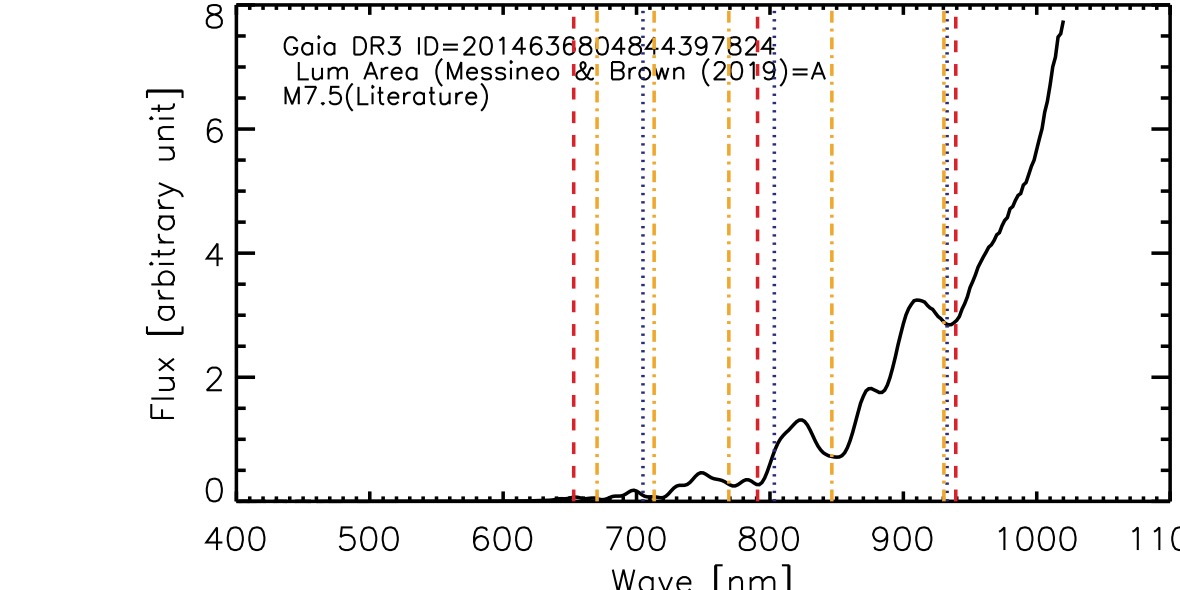 8
Gaia DR3 ID=2014636804844397824
Lum Area (Messineo & Brown (2019)=A
M7.5(Literature)
6
4
2
0
Flux [arbitrary unit]
400 500 600 700 800 900 1000 110
Wave [nm]